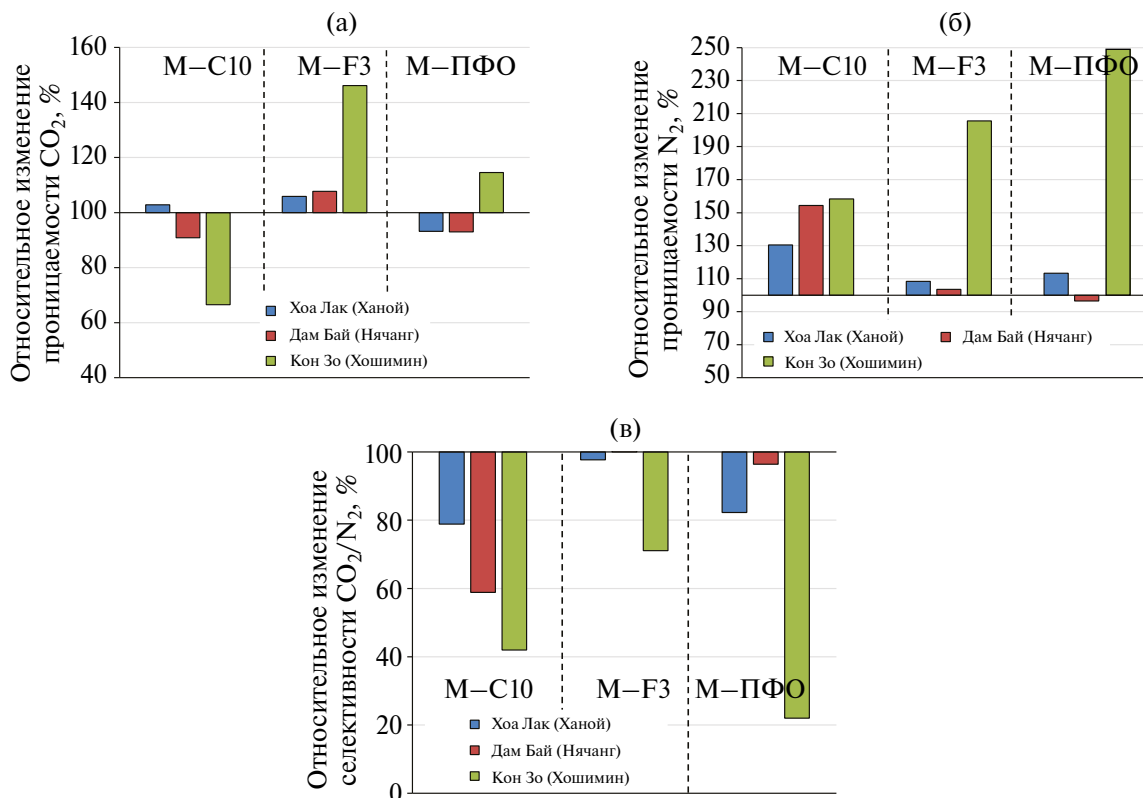 (а)
Относительное изменение
проницаемости CO₂, %
160
140
120
100
80
60
40
М–С10
М–F3
М–ПФО
Хоа Лак (Ханой)
Дам Бай (Нячанг)
Кон Зо (Хошимин)
(б)
Относительное изменение
проницаемости N₂, %
250
230
210
190
170
150
130
110
90
70
50
М–С10
М–F3
М–ПФО
Хоа Лак (Ханой)
Дам Бай (Нячанг)
Кон Зо (Хошимин)
(в)
Относительное изменение
селективности CO₂/N₂, %
100
80
60
40
20
0
М–С10
М–F3
М–ПФО
Хоа Лак (Ханой)
Дам Бай (Нячанг)
Кон Зо (Хошимин)